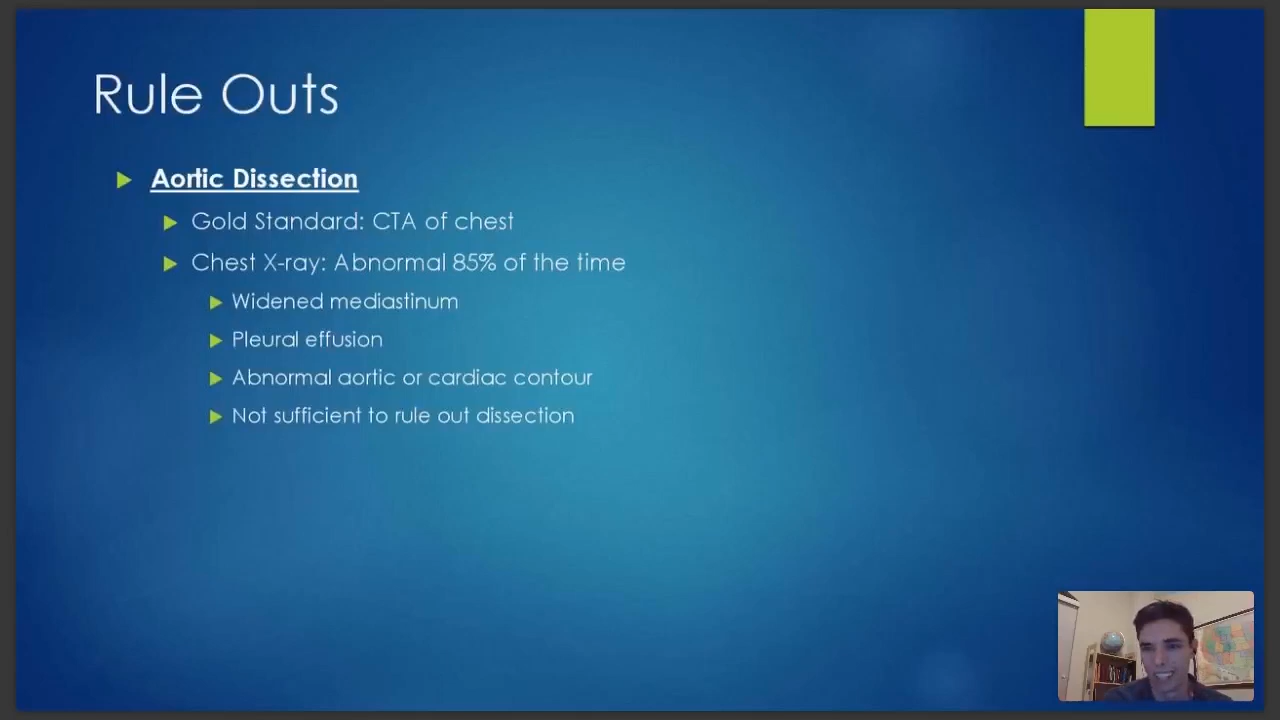 Rule Outs
Aortic Dissection
Gold Standard: CTA of chest
Chest X-ray: Abnormal 85% of the time
Widened mediastinum
Pleural effusion
Abnormal aortic or cardiac contour
Not sufficient to rule out dissection